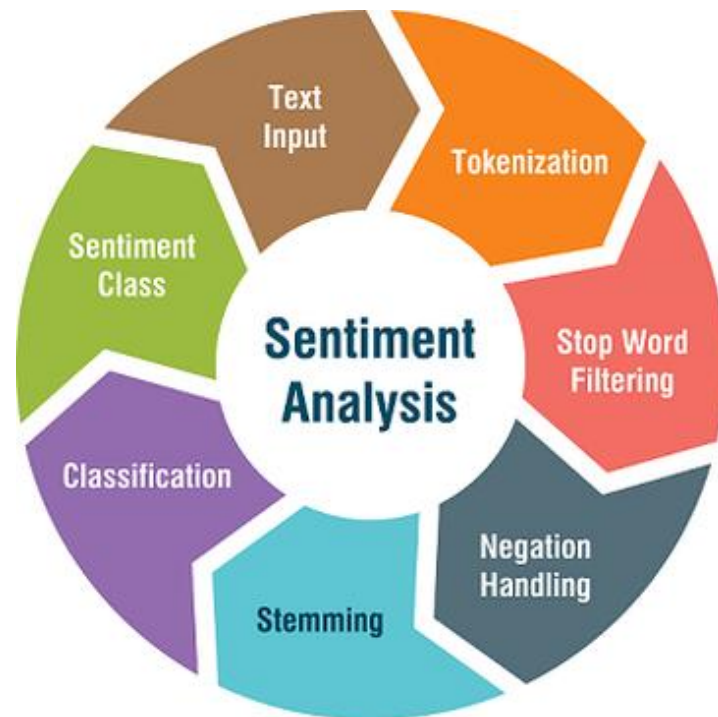 Text
Input
Tokenization
Stop Word
Filtering
Negation
Handling
Stemming
Classification
Sentiment
Class
Sentiment
Analysis